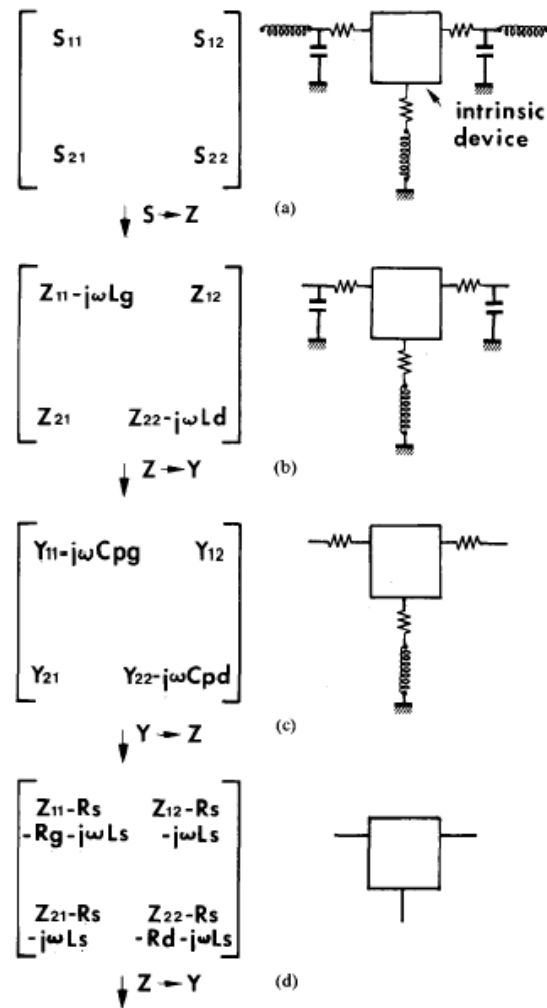 S11 S12
intrinsic
device
S21 S22
S → Z
(a)
Z11-jωLg Z12
Z21 Z22-jωLd
Z → Y
(b)
Y11-jωCpg Y12
Y21 Y22-jωCpd
Y → Z
(c)
Z11-Rs Z12-Rs
-Rg-jωLs -jωLs
Z21-Rs Z22-Rs
-jωLs -Rd-jωLs
Z → Y
(d)